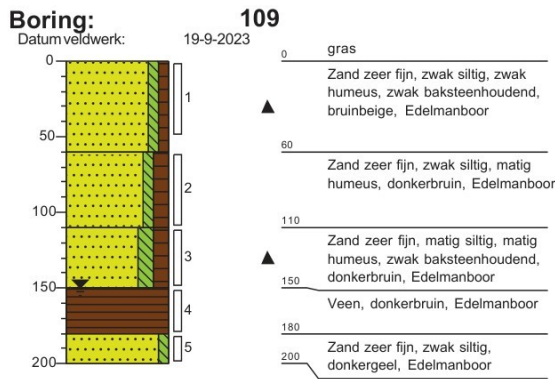 Boring: 109
Datum veldwerk: 19-9-2023
0
50
100
150
200
1
2
3
4
5
0 gras
Zand zeer fijn, zwak siltig, zwak
humeus, zwak baksteenhoudend,
bruinbeige, Edelmanboor
60
Zand zeer fijn, zwak siltig, matig
humeus, donkerbruin, Edelmanboor
110
Zand zeer fijn, matig siltig, matig
humeus, zwak baksteenhoudend,
donkerbruin, Edelmanboor
150
Veen, donkerbruin, Edelmanboor
180
Zand zeer fijn, zwak siltig,
donkergeel, Edelmanboor
200